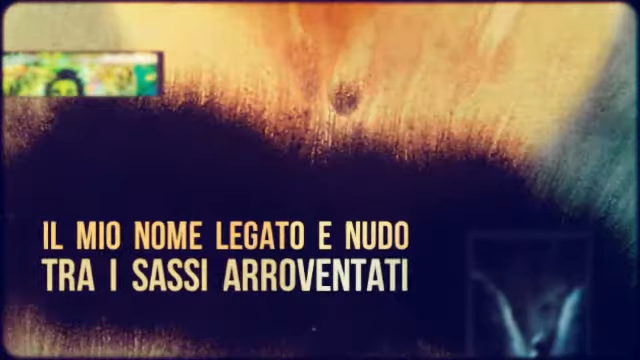 IL MIO NOME LEGATO E NUDO
TRA I SASSI ARROVENTATI